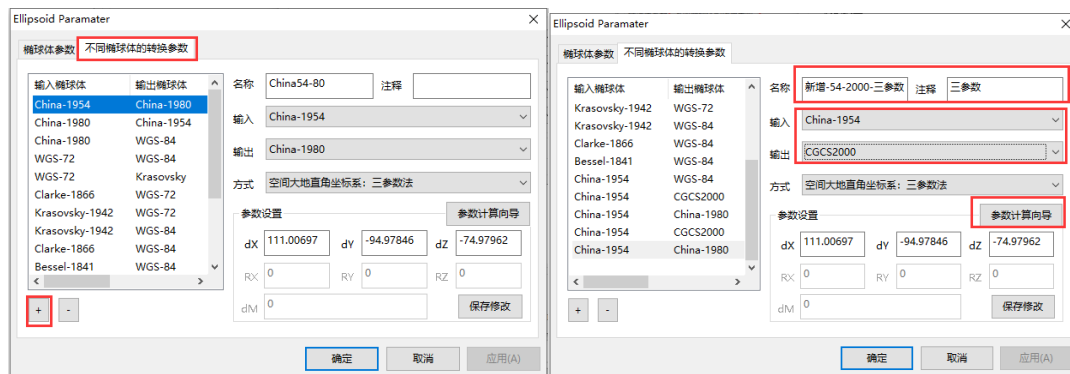 Ellipsoid Paramater
椭球体参数 不同椭球体的转换参数
输入椭球体 输出椭球体
China-1954 China-1980
China-1980 China-1954
China-1980 WGS-84
WGS-72 WGS-84
WGS-72 Krasovsky
Clarke-1866 WGS-72
Krasovsky-1942 WGS-72
Krasovsky-1942 WGS-84
Clarke-1866 WGS-84
Bessel-1841 WGS-84
+ -
名称 China54-80 注释
输入 China-1954
输出 China-1980
方式 空间大地直角坐标系：三参数法
参数设置 参数计算向导
dX 111.00697 dY -94.97846 dZ -74.97962
RX 0 RY 0 RZ 0
dM 0 保存修改
确定 取消 应用(A)
Ellipsoid Paramater
椭球体参数 不同椭球体的转换参数
输入椭球体 输出椭球体
Krasovsky-1942 WGS-72
Krasovsky-1942 WGS-84
Clarke-1866 WGS-84
Bessel-1841 WGS-84
China-1954 WGS-84
China-1954 CGCS2000
China-1954 China-1980
China-1954 CGCS2000
China-1954 China-1980
+ -
名称 新增-54-2000-三参数 注释 三参数
输入 China-1954
输出 CGCS2000
方式 空间大地直角坐标系：三参数法
参数设置 参数计算向导
dX 111.00697 dY -94.97846 dZ -74.97962
RX 0 RY 0 RZ 0
dM 0 保存修改
确定 取消 应用(A)